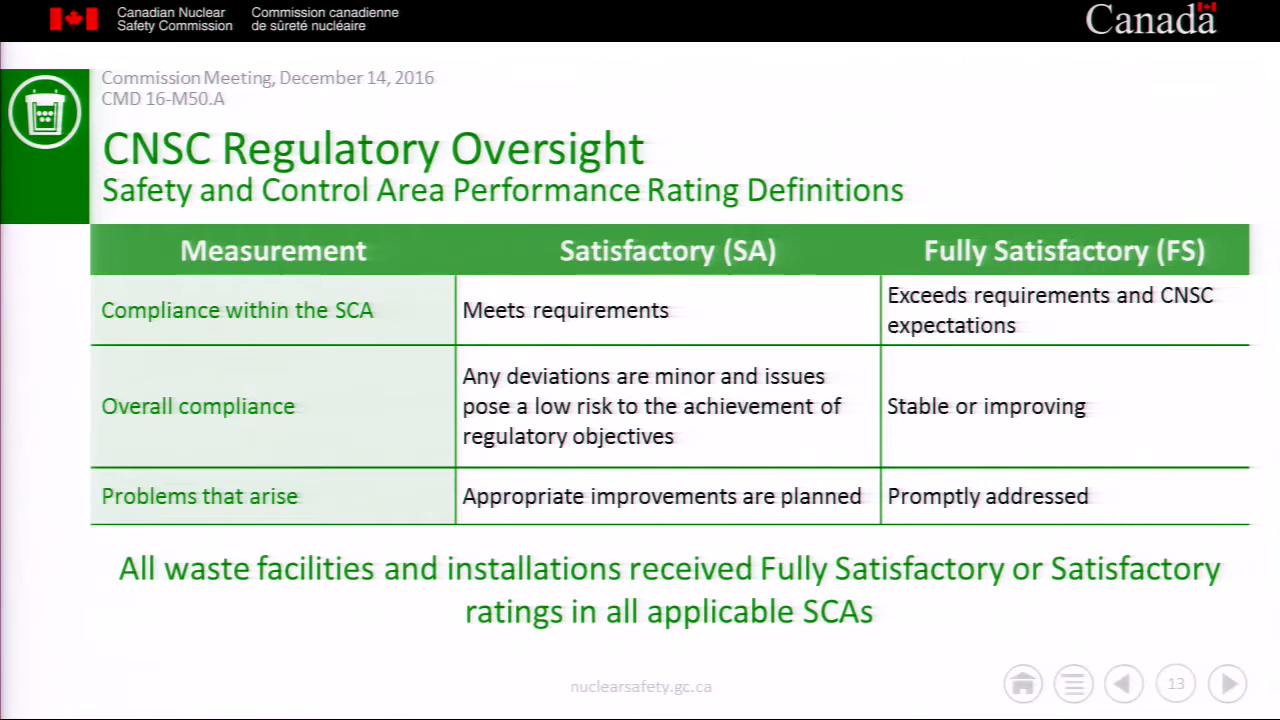 Canadian Nuclear
Safety Commission
Commission canadienne
de sûreté nucléaire
Canada
Commission Meeting, December 14, 2016
CMD 16-M50.A
CNSC Regulatory Oversight
Safety and Control Area Performance Rating Definitions
Measurement
Satisfactory (SA)
Fully Satisfactory (FS)
Compliance within the SCA
Meets requirements
Exceeds requirements and CNSC
expectations
Overall compliance
Any deviations are minor and issues
pose a low risk to the achievement of
regulatory objectives
Stable or improving
Problems that arise
Appropriate improvements are planned
Promptly addressed
All waste facilities and installations received Fully Satisfactory or Satisfactory
ratings in all applicable SCAs
nuclearsafety.gc.ca
13